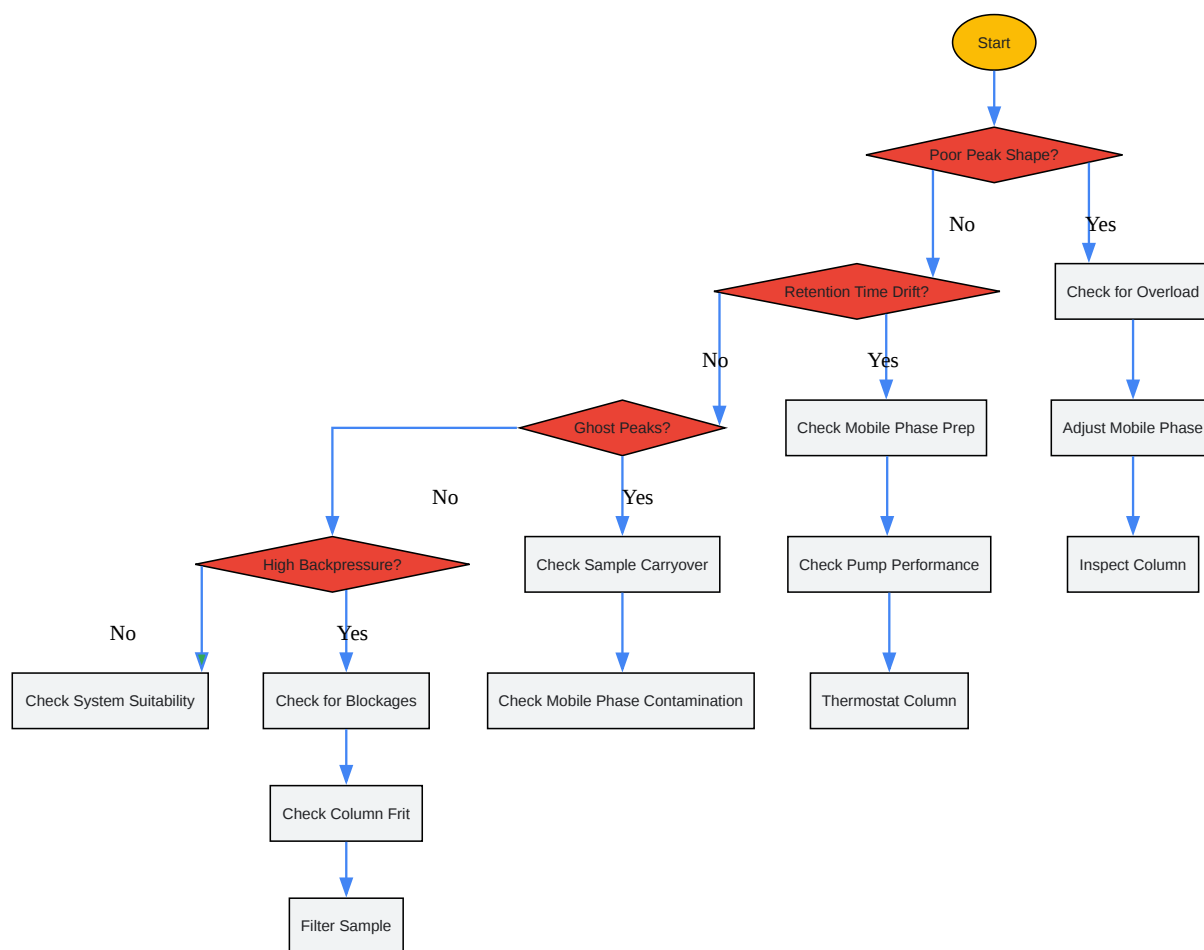 Start
Poor Peak Shape?
No
Yes
Retention Time Drift?
Check for Overload
No
Yes
Ghost Peaks?
Check Mobile Phase Prep
Adjust Mobile Phase
No
Yes
High Backpressure?
Check Sample Carryover
Check Pump Performance
Inspect Column
No
Yes
Check System Suitability
Check for Blockages
Check Mobile Phase Contamination
Thermostat Column
Check Column Frit
Filter Sample